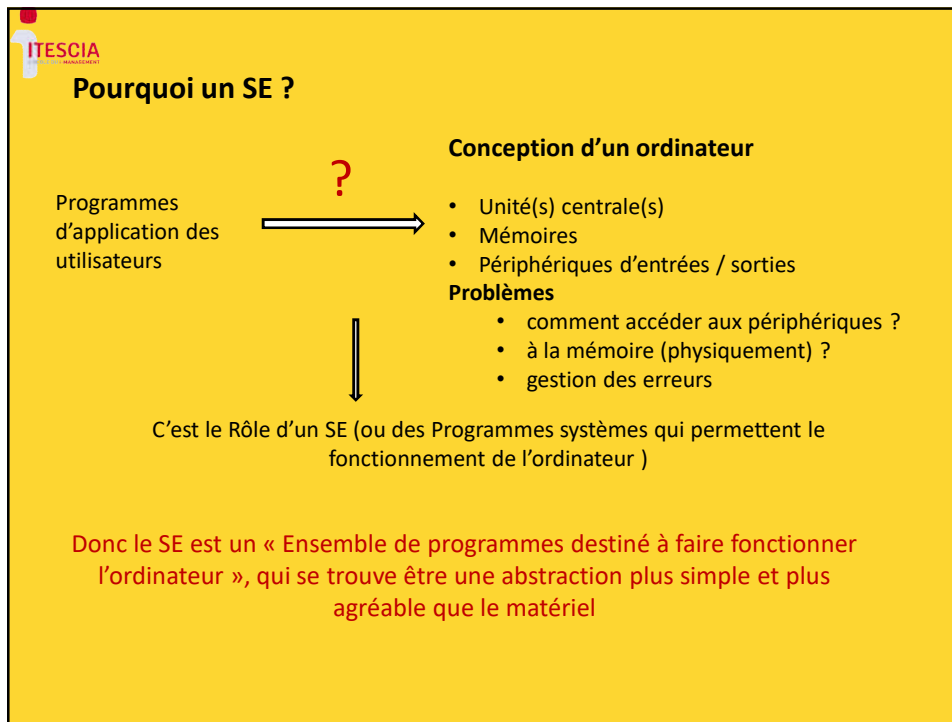 ITESCIA
Pourquoi un SE ?
?
Programmes
d’application des
utilisateurs
Conception d’un ordinateur
• Unité(s) centrale(s)
• Mémoires
• Périphériques d’entrées / sorties
Problèmes
• comment accéder aux périphériques ?
• à la mémoire (physiquement) ?
• gestion des erreurs
C’est le Rôle d’un SE (ou des Programmes systèmes qui permettent le
fonctionnement de l’ordinateur )
Donc le SE est un « Ensemble de programmes destiné à faire fonctionner
l’ordinateur », qui se trouve être une abstraction plus simple et plus
agréable que le matériel